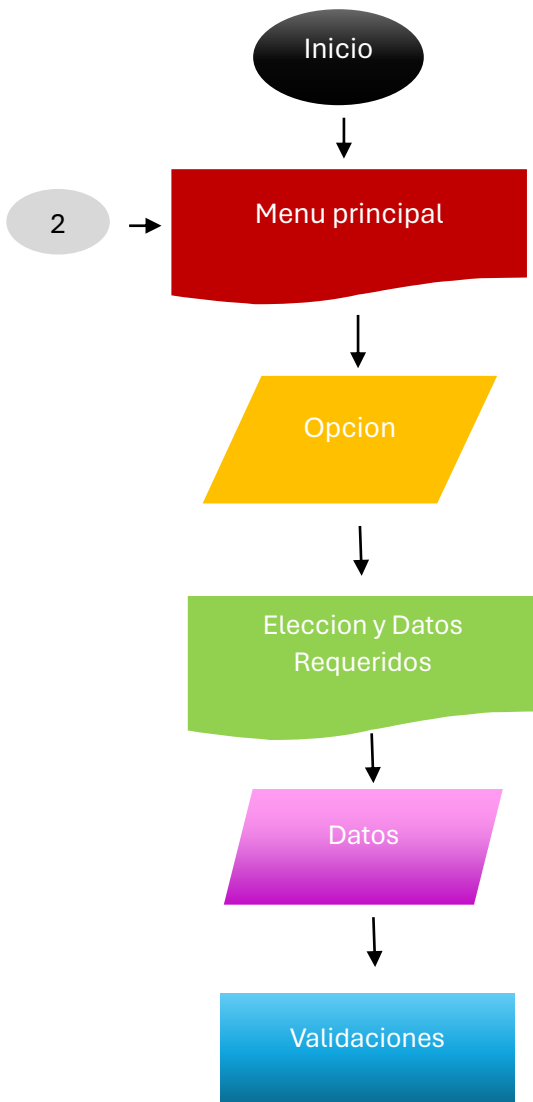 Inicio
2
Menu principal
Opcion
Eleccion y Datos
Requeridos
Datos
Validaciones